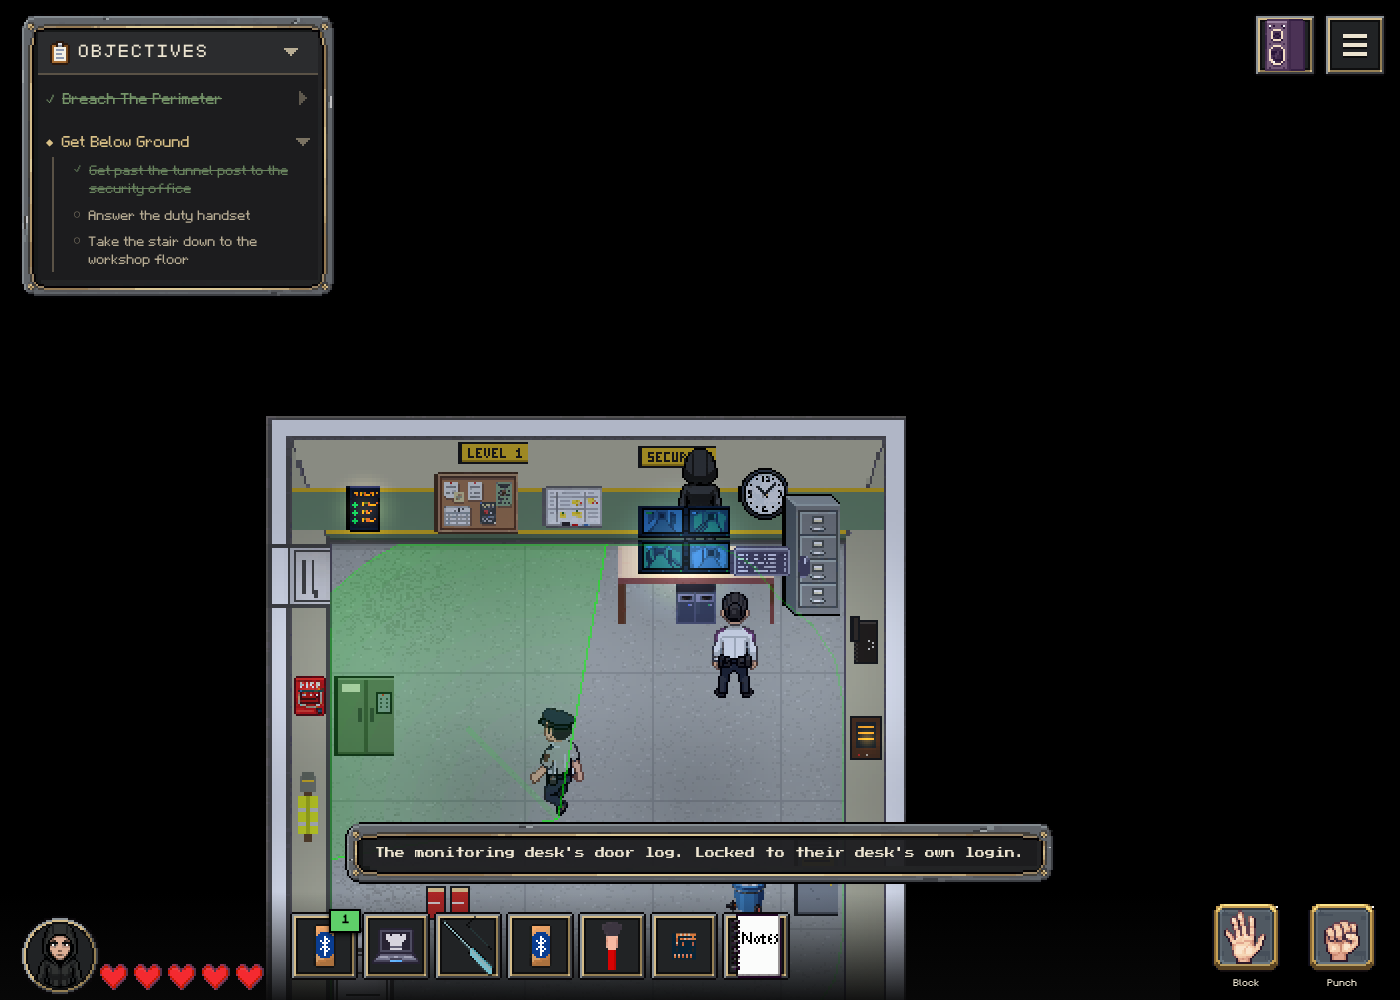 OBJECTIVES
Breach The Perimeter
Get Below Ground
Get past the tunnel post to the
security office
Answer the duty handset
Take the stair down to the
workshop floor
LEVEL 1
FIRE
The monitoring desk's door log. Locked to their desk's own login.
1
Notes
Block
Punch